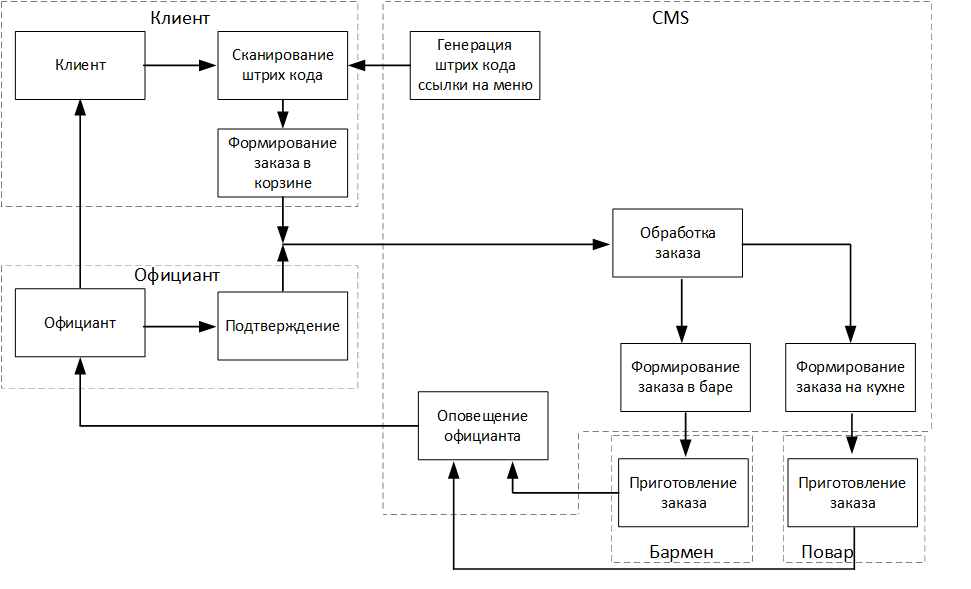 Клиент
CMS
Клиент
Сканирование
штрих кода
Генерация
штрих кода
ссылки на меню
Формирование
заказа в
корзине
Обработка
заказа
Официант
Официант
Подтверждение
Формирование
заказа в баре
Формирование
заказа на кухне
Оповещение
официанта
Приготовление
заказа
Приготовление
заказа
Бармен
Повар